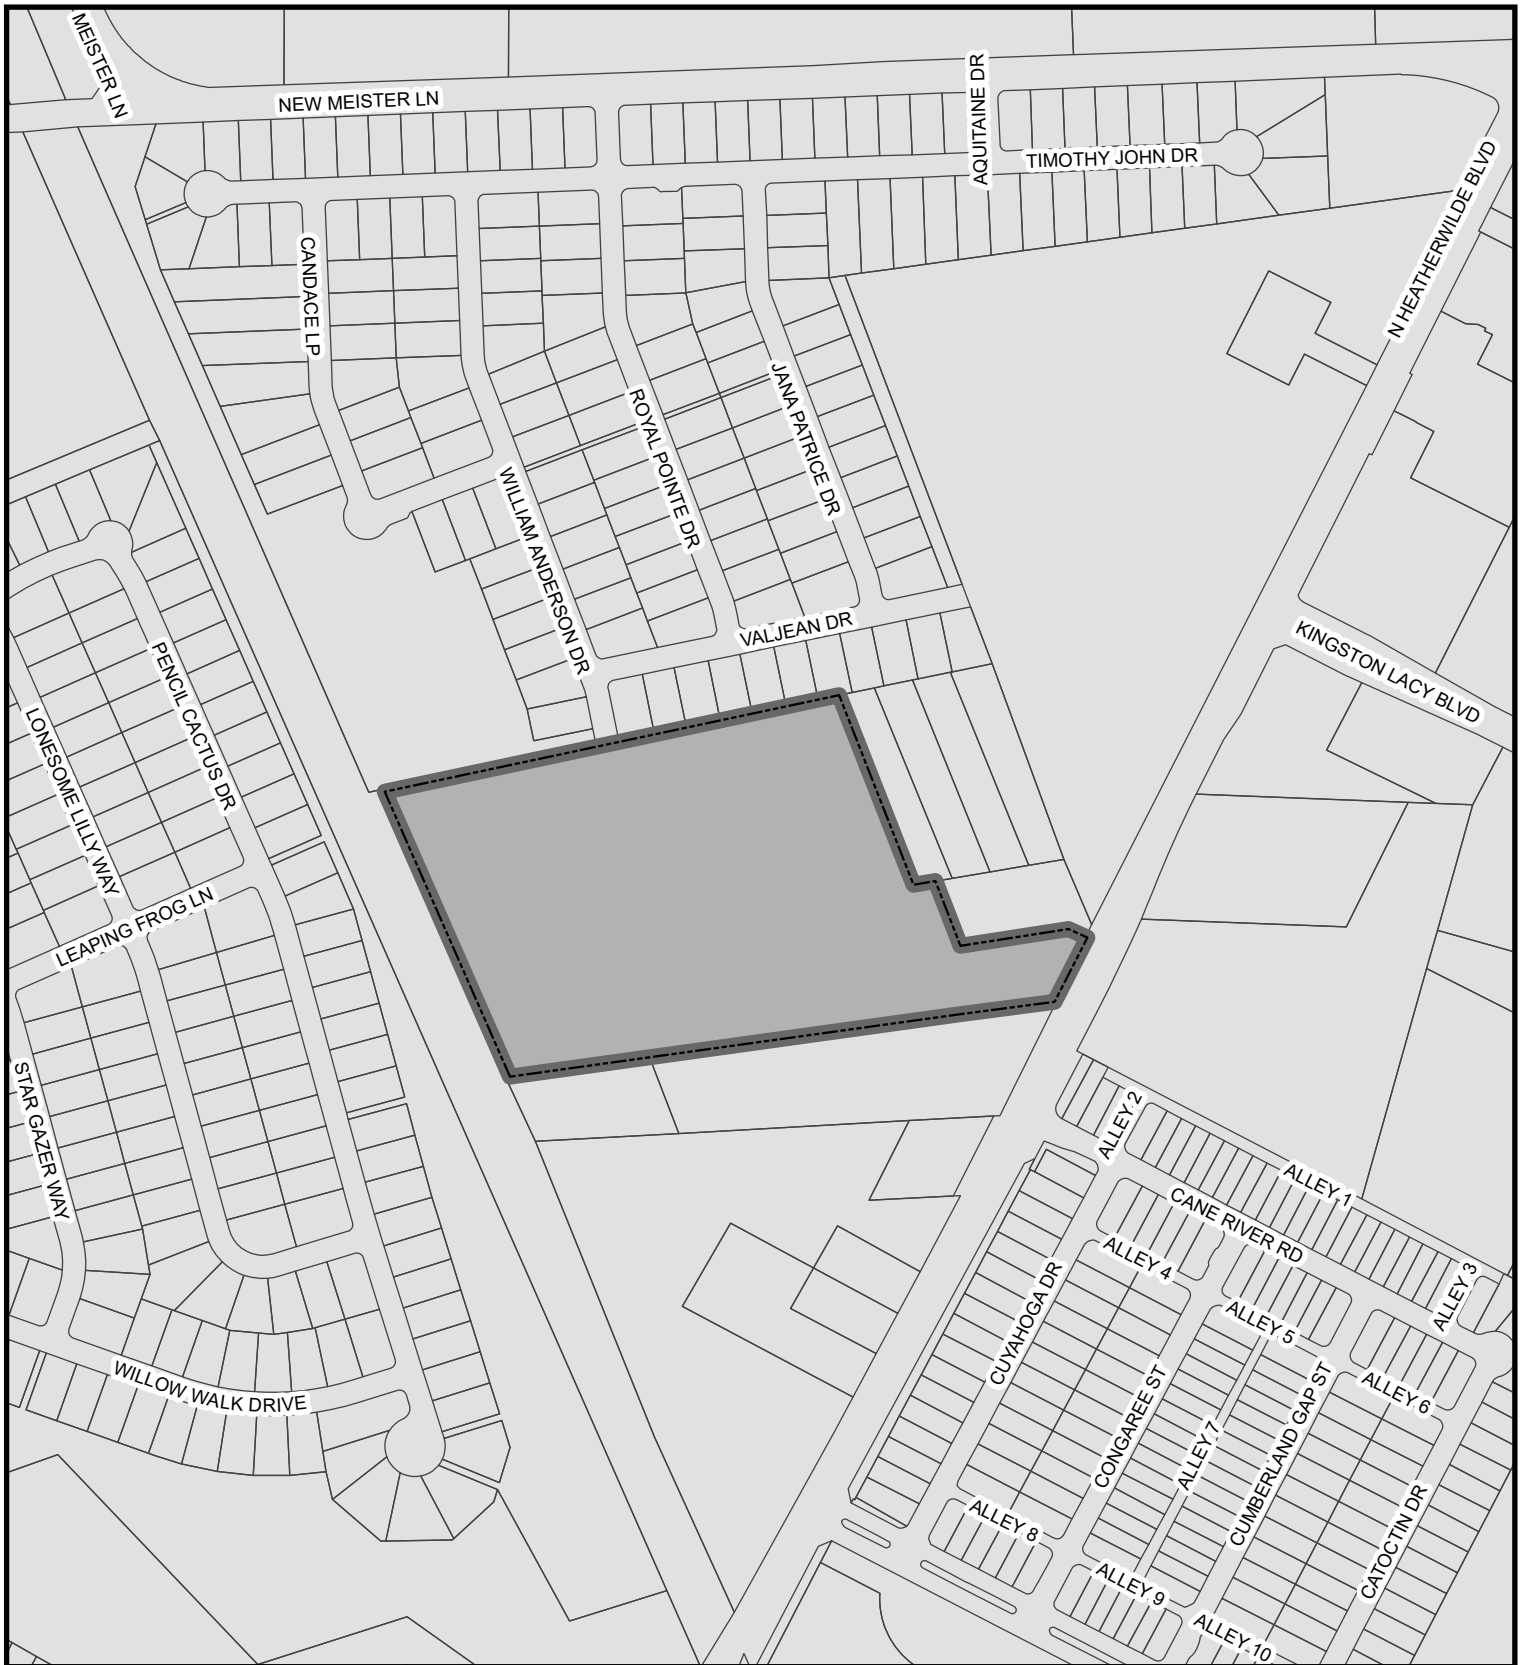 MEISTER LN
NEW MEISTER LN
AQUITAINE DR
TIMOTHY JOHN DR
N HEATHERWILDE BLVD
CANDACE LP
ROYAL POINTE DR
JANA PATRICE DR
WILLIAM ANDERSON DR
VALJEAN DR
KINGSTON LACY BLVD
PENCIL CACTUS DR
LONESOME LILLY WAY
LEAPING FROG LN
STAR GAZER WAY
ALLEY 2
ALLEY 1
CANE RIVER RD
ALLEY 4
ALLEY 3
CUYAHOGA DR
ALLEY 5
WILLOW WALK DRIVE
CONGAREE ST
CUMBERLAND GAP ST
ALLEY 6
ALLEY 7
ALLEY 8
CATOCTIN DR
ALLEY 9
ALLEY 10